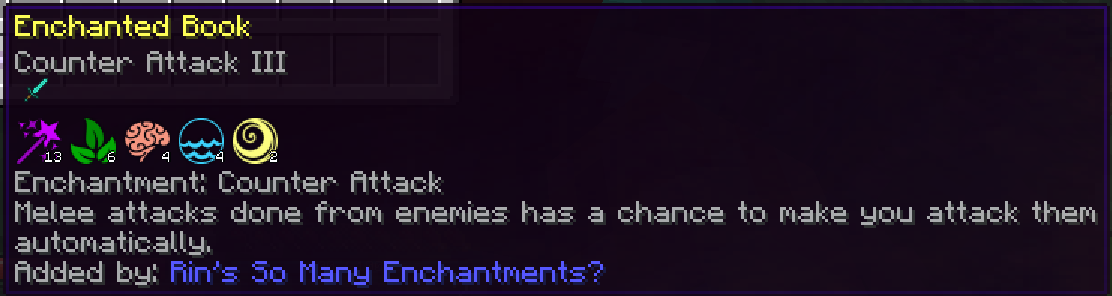 Enchanted Book
Counter Attack III
13 6 4 4 2
Enchantment: Counter Attack
Melee attacks done from enemies has a chance to make you attack them
automatically.
Added by: Rin's So Many Enchantments?